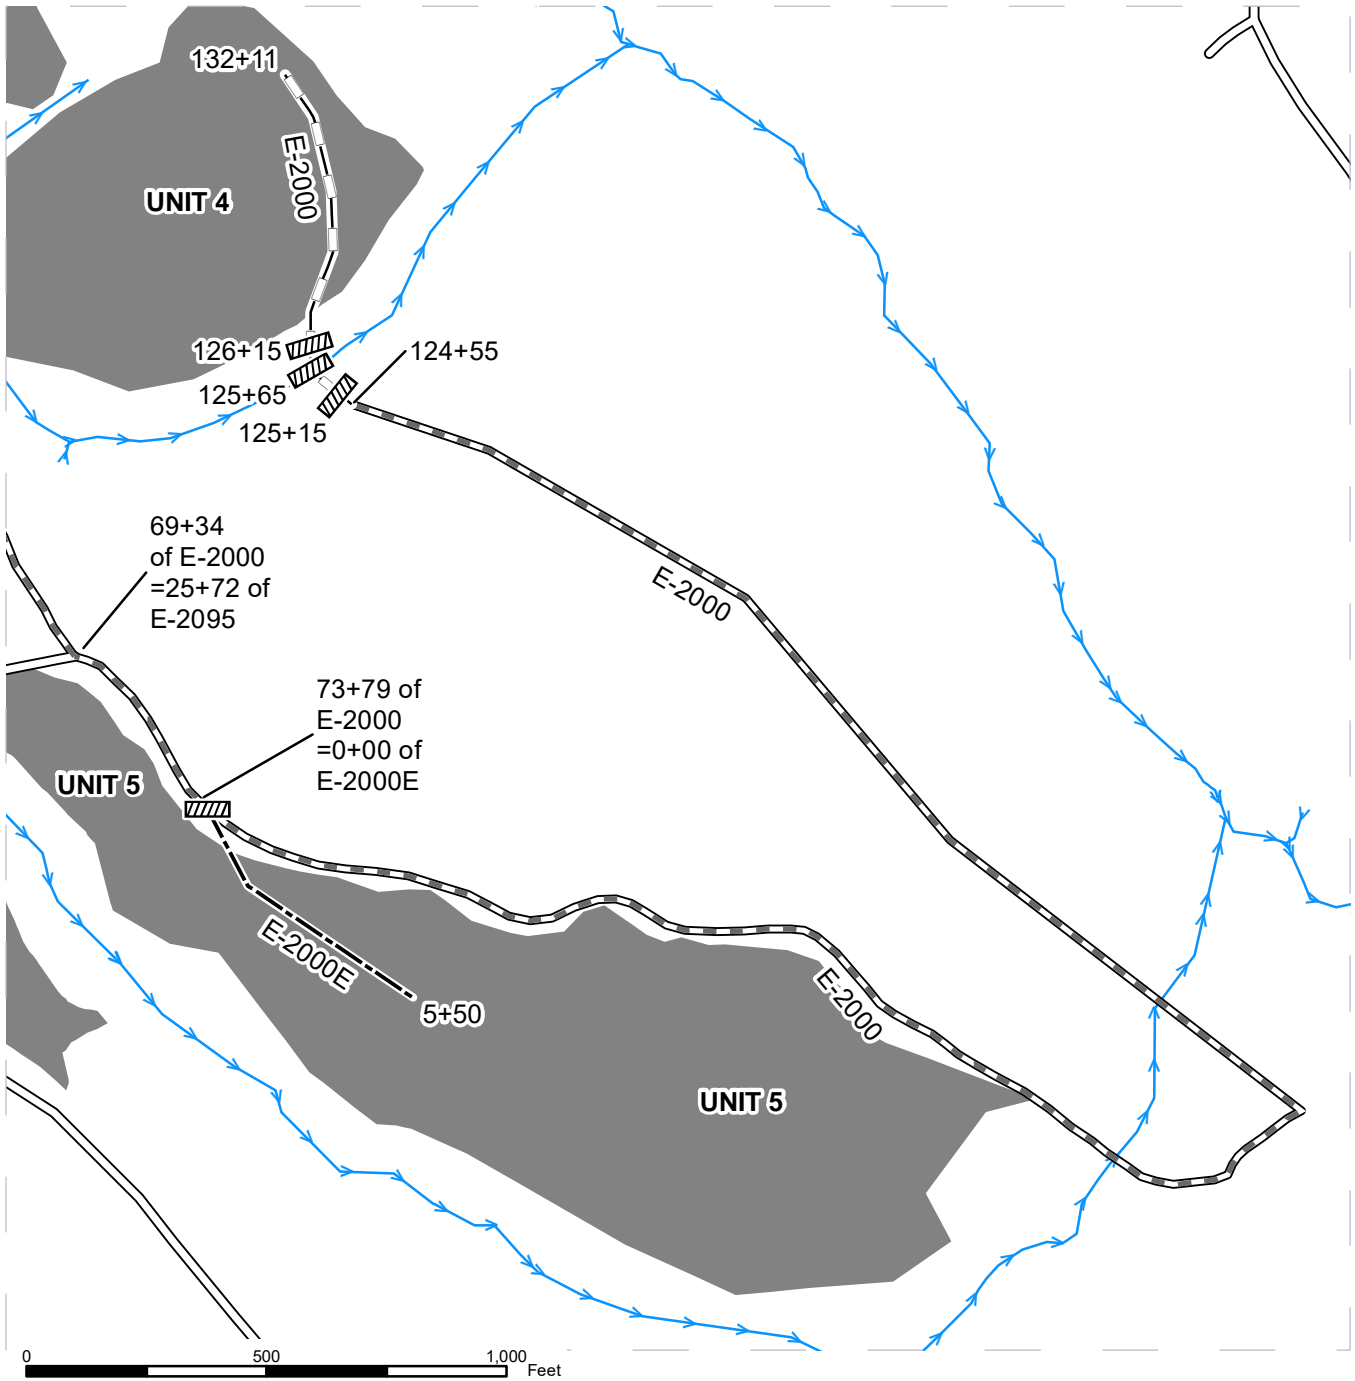 132+11
E-2000
UNIT 4
126+15
124+55
125+65
125+15
69+34
of E-2000
=25+72 of
E-2095
E-2000
73+79 of
E-2000
=0+00 of
E-2000E
UNIT 5
E-2000E
E-2000
5+50
UNIT 5
0 500 1,000
Feet